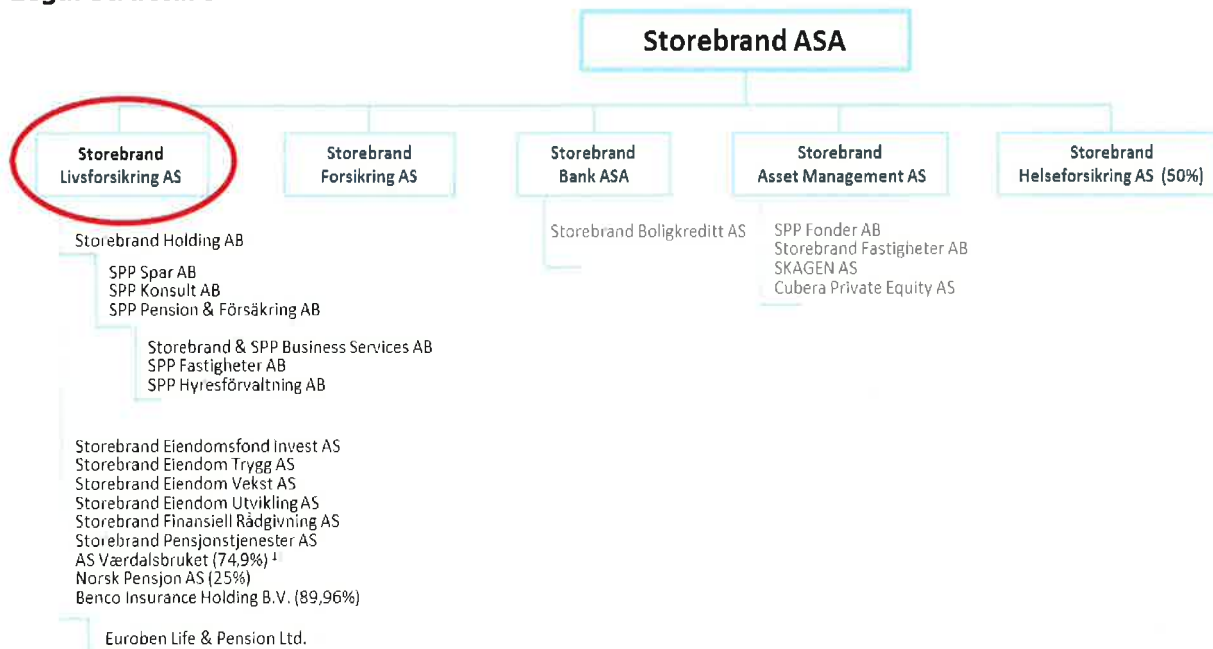 Storebrand ASA
Storebrand
Livsforsikring AS
Storebrand
Forsikring AS
Storebrand
Bank ASA
Storebrand
Asset Management AS
Storebrand
Helseforsikring AS (50%)
Storebrand Holding AB
SPP Spar AB
SPP Konsult AB
SPP Pension & Försäkring AB
Storebrand & SPP Business Services AB
SPP Fastigheter AB
SPP Hyresförvaltning AB
Storebrand Eiendomsfond Invest AS
Storebrand Eiendom Trygg AS
Storebrand Eiendom Vekst AS
Storebrand Eiendom Utvikling AS
Storebrand Finansiell Rådgivning AS
Storebrand Pensjonstjenester AS
AS Værdalsbruket (74,9%) ¹
Norsk Pensjon AS (25%)
Benco Insurance Holding B.V. (89,96%)
Euroben Life & Pension Ltd.
Storebrand Boligkreditt AS
SPP Fonder AB
Storebrand Fastigheter AB
SKAGEN AS
Cubera Private Equity AS